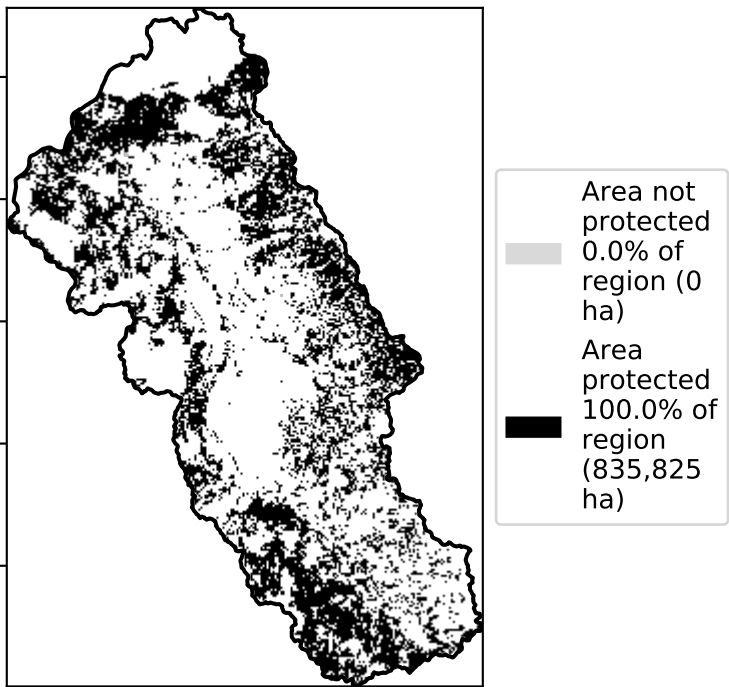 Area not
protected
0.0% of
region (0
ha)
Area
protected
100.0% of
region
(835,825
ha)